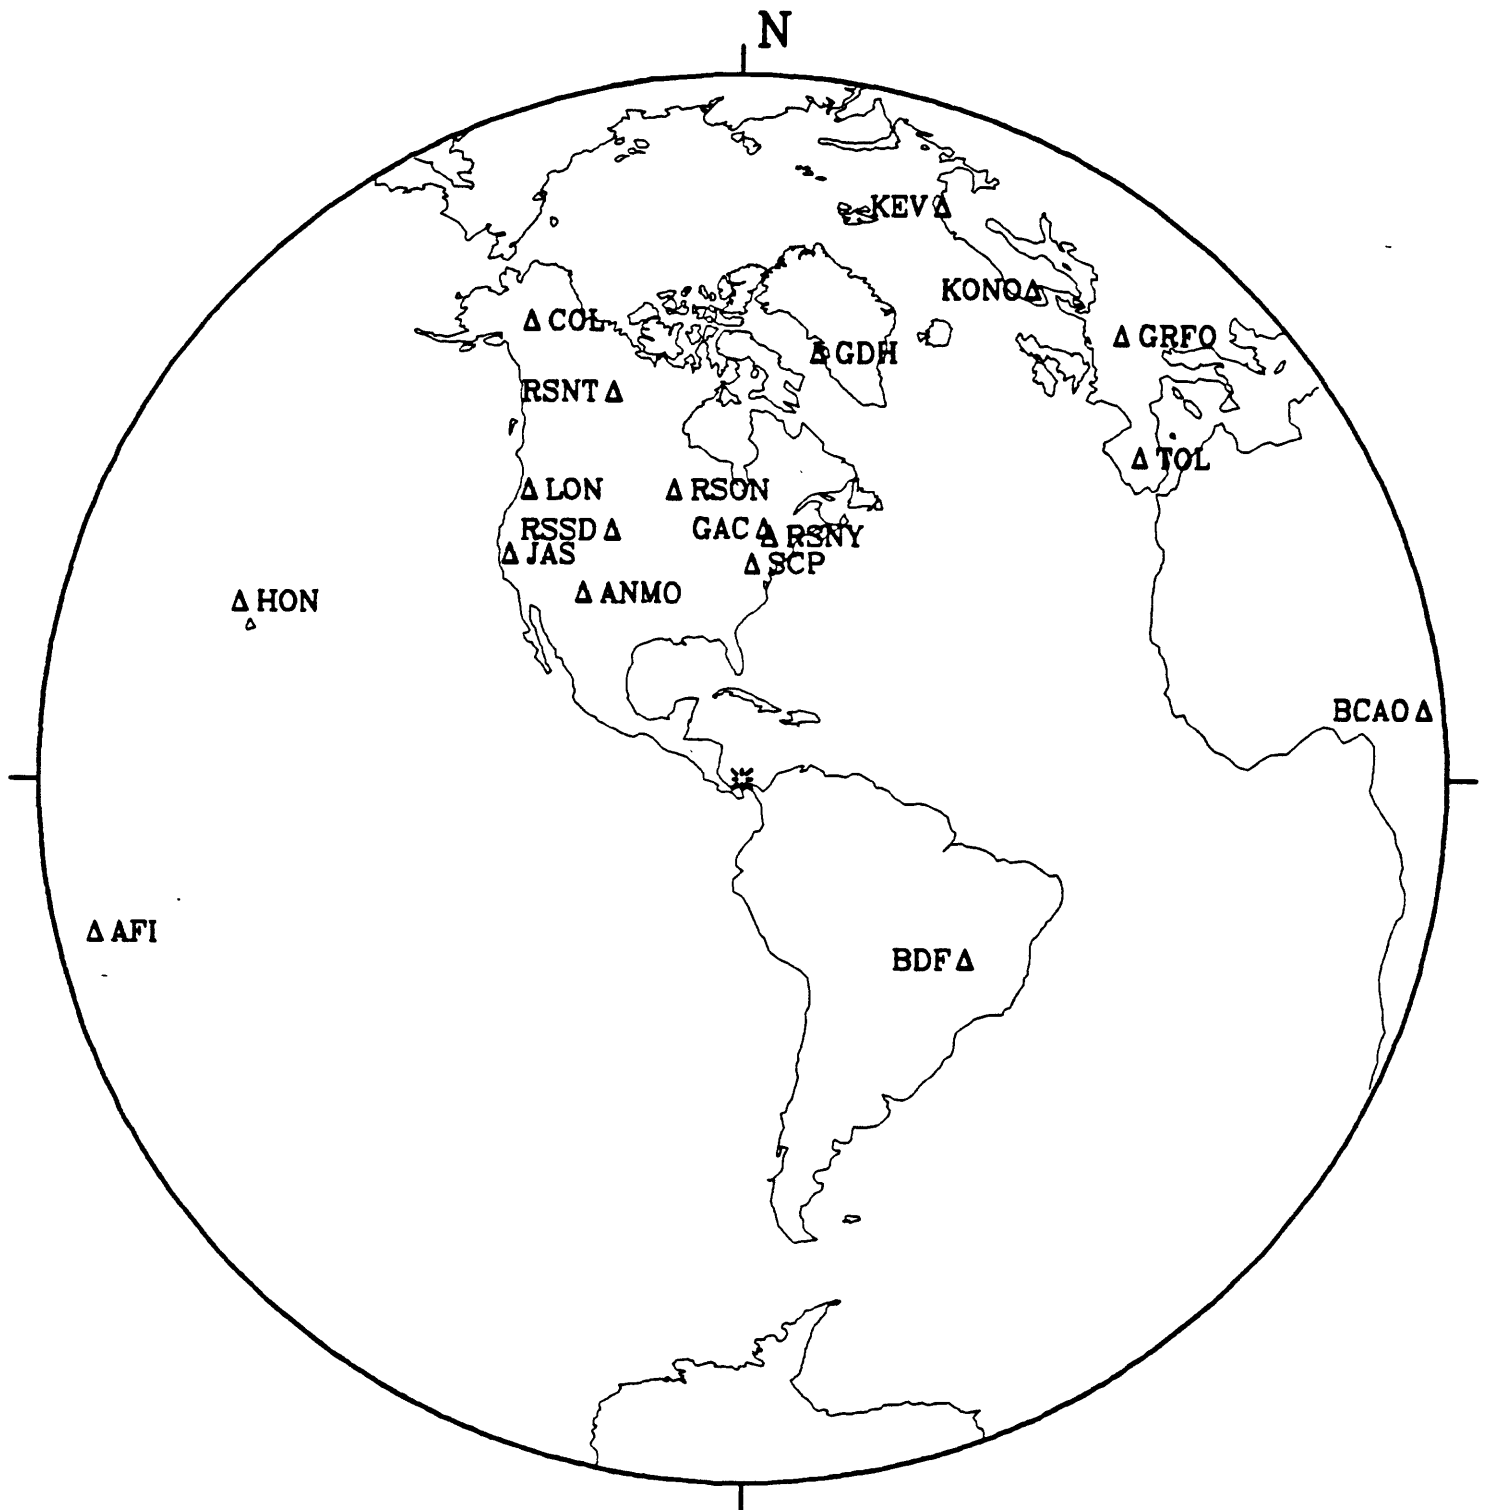 N
KEV
KONO
COL
GRFO
GDH
RSNT
TOL
LON
RSON
RSSD
GAC
RSNY
JAS
SCP
ANMO
HON
BCAO
AFI
BDF